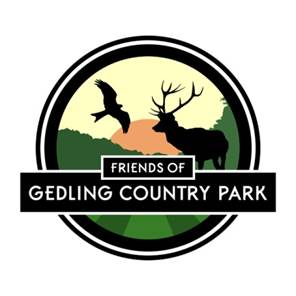 FRIENDS OF
GEDLING COUNTRY PARK